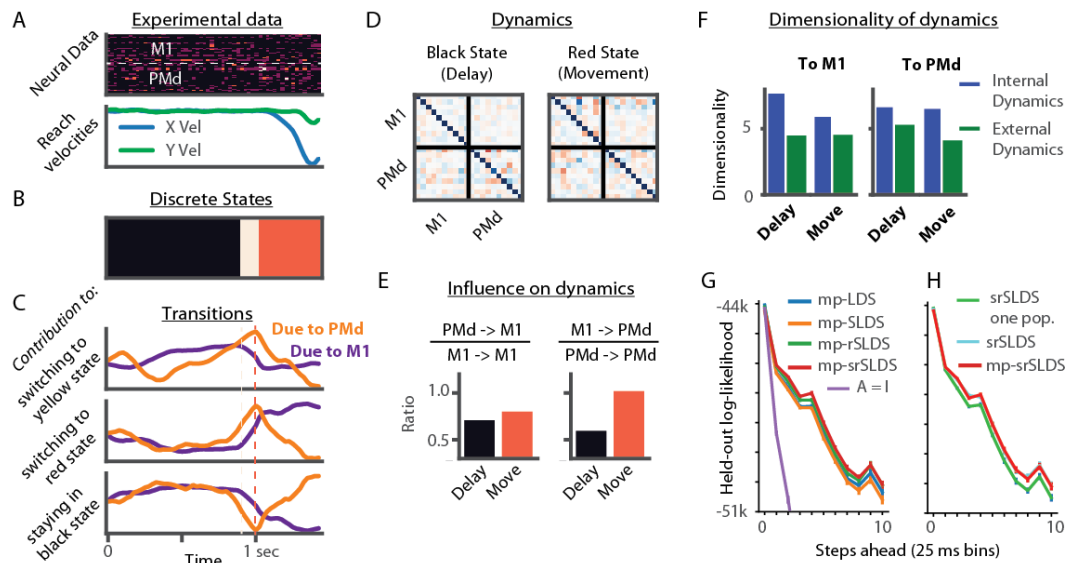 A
Experimental data
Neural Data
M1
PMd
Reach
velocities
X Vel
Y Vel
B
Discrete States
C
Transitions
Contribution to:
switching to
yellow state
Due to PMd
Due to M1
switching to
red state
staying in
black state
0
1 sec
Time
D
Dynamics
Black State
(Delay)
Red State
(Movement)
M1
PMd
M1
PMd
E
Influence on dynamics
PMd -> M1
M1 -> M1
M1 -> PMd
PMd -> PMd
Ratio
1.0
0.5
Delay
Move
Delay
Move
F
Dimensionality of dynamics
To M1
To PMd
Dimensionality
5
0
Delay
Move
Delay
Move
Internal
Dynamics
External
Dynamics
G
Held-out log-likelihood
-44k
-51k
mp-LDS
mp-SLDS
mp-rSLDS
mp-srSLDS
A = I
0
10
H
srSLDS
one pop.
srSLDS
mp-srSLDS
0
10
Steps ahead (25 ms bins)